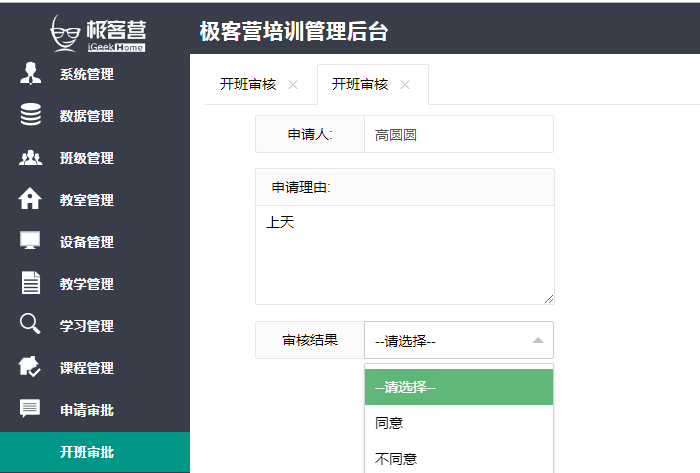 极客营
iGeekHome
极客营培训管理后台
系统管理
数据管理
班级管理
教室管理
设备管理
教学管理
学习管理
课程管理
申请审批
开班审批
开班审核
开班审核
申请人:
高圆圆
申请理由:
上天
审核结果
--请选择--
--请选择--
同意
不同意